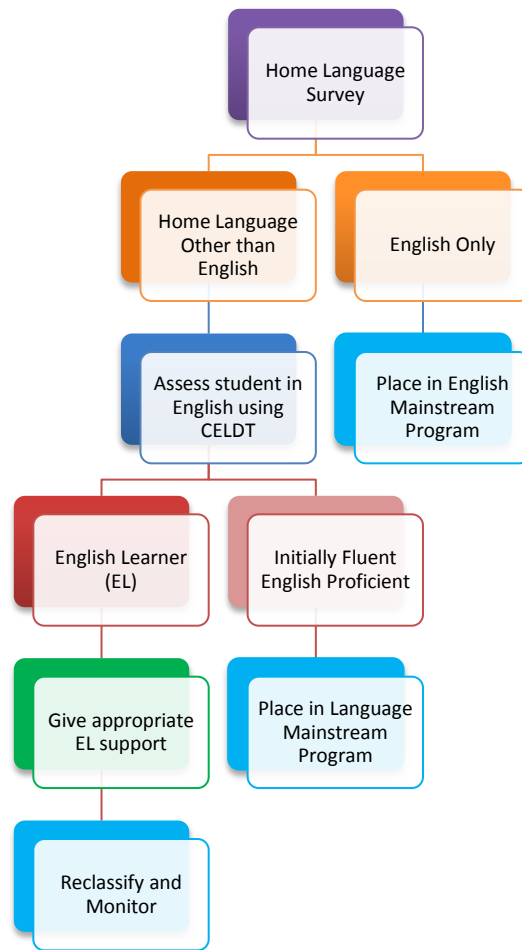 Home Language
Survey
Home Language
Other than
English
English Only
Assess student in
English using
CELDT
Place in English
Mainstream
Program
English Learner
(EL)
Initially Fluent
English Proficient
Give appropriate
EL support
Place in Language
Mainstream
Program
Reclassify and
Monitor